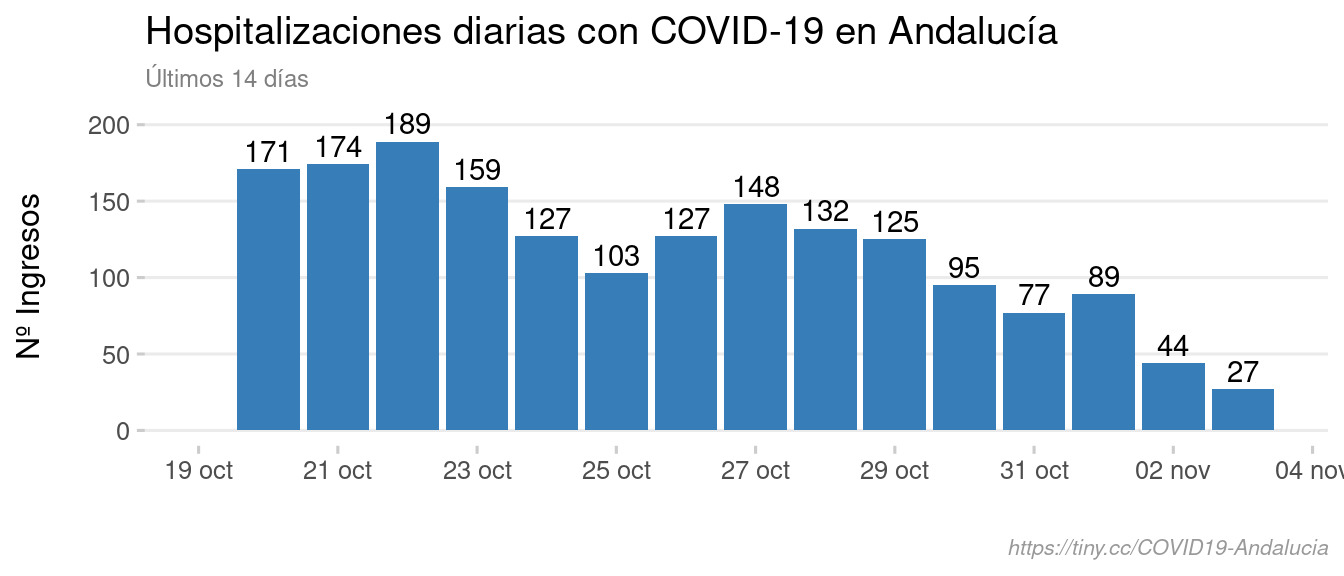 Hospitalizaciones diarias con COVID-19 en Andalucía
Últimos 14 días
Nº Ingresos
200
150
100
50
0
171 174 189 159 127 103 127 148 132 125 95 77 89 44 27
19 oct 21 oct 23 oct 25 oct 27 oct 29 oct 31 oct 02 nov 04 nov
https://tiny.cc/COVID19-Andalucia